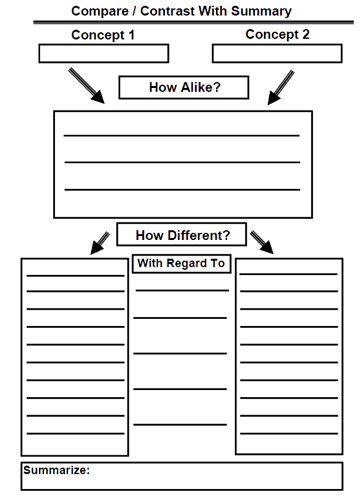 Compare / Contrast With Summary
Concept 1
Concept 2
How Alike?
How Different?
With Regard To
Summarize: